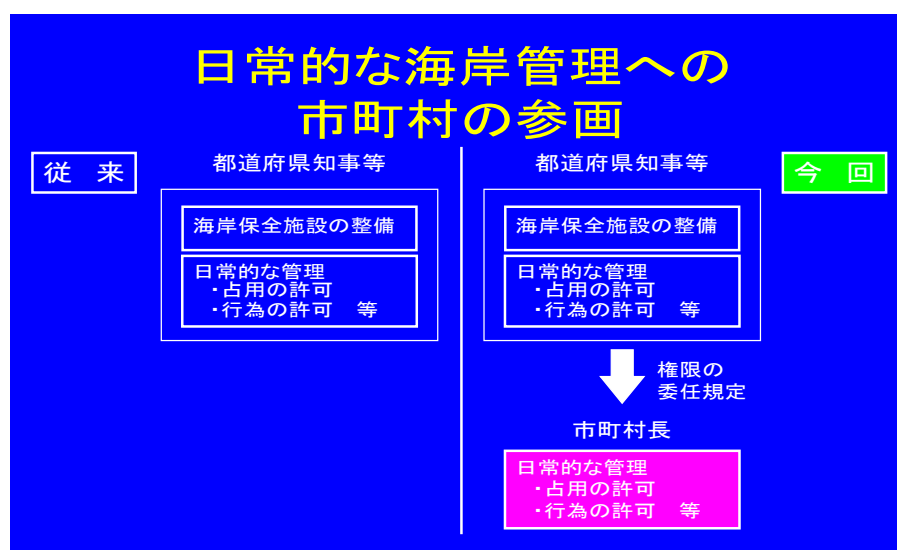 日常的な海岸管理への
市町村の参画
従　来
都道府県知事等
海岸保全施設の整備
日常的な管理
・占用の許可
・行為の許可　等
今　回
都道府県知事等
海岸保全施設の整備
日常的な管理
・占用の許可
・行為の許可　等
権限の
委任規定
市町村長
日常的な管理
・占用の許可
・行為の許可　等